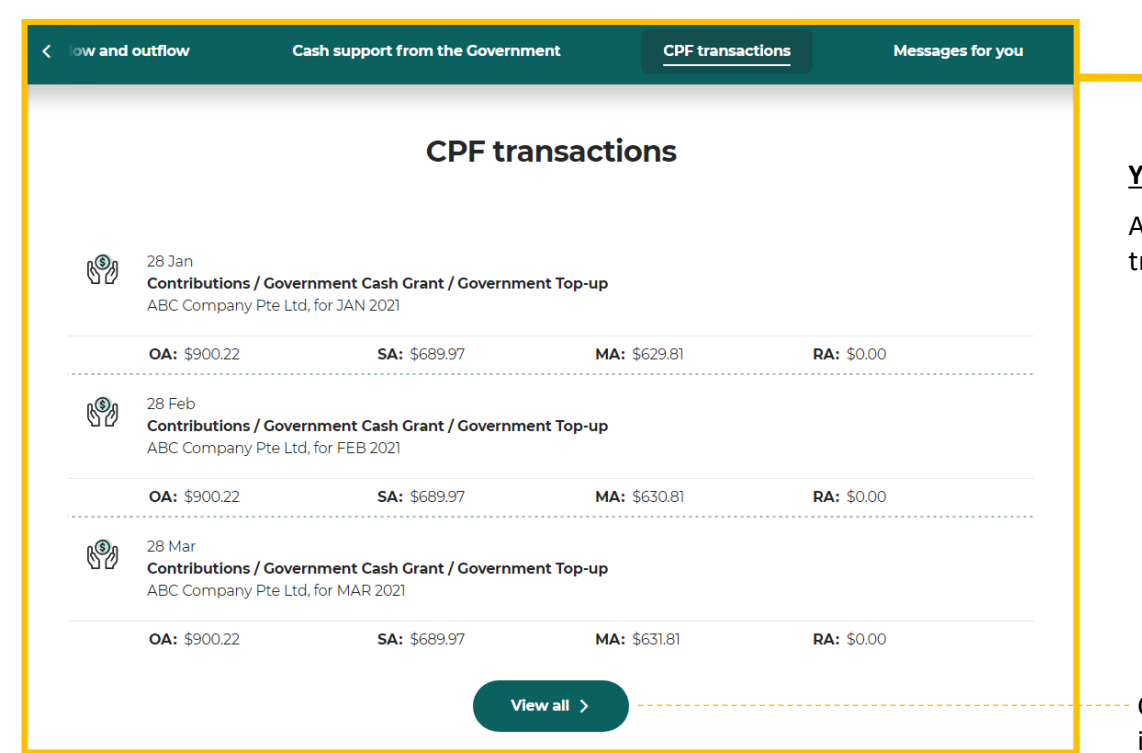 low and outflow
Cash support from the Government
CPF transactions
Messages for you
CPF transactions
28 Jan
Contributions / Government Cash Grant / Government Top-up
ABC Company Pte Ltd, for JAN 2021
OA: $900.22 SA: $689.97 MA: $629.81 RA: $0.00
28 Feb
Contributions / Government Cash Grant / Government Top-up
ABC Company Pte Ltd, for FEB 2021
OA: $900.22 SA: $689.97 MA: $630.81 RA: $0.00
28 Mar
Contributions / Government Cash Grant / Government Top-up
ABC Company Pte Ltd, for MAR 2021
OA: $900.22 SA: $689.97 MA: $631.81 RA: $0.00
View all